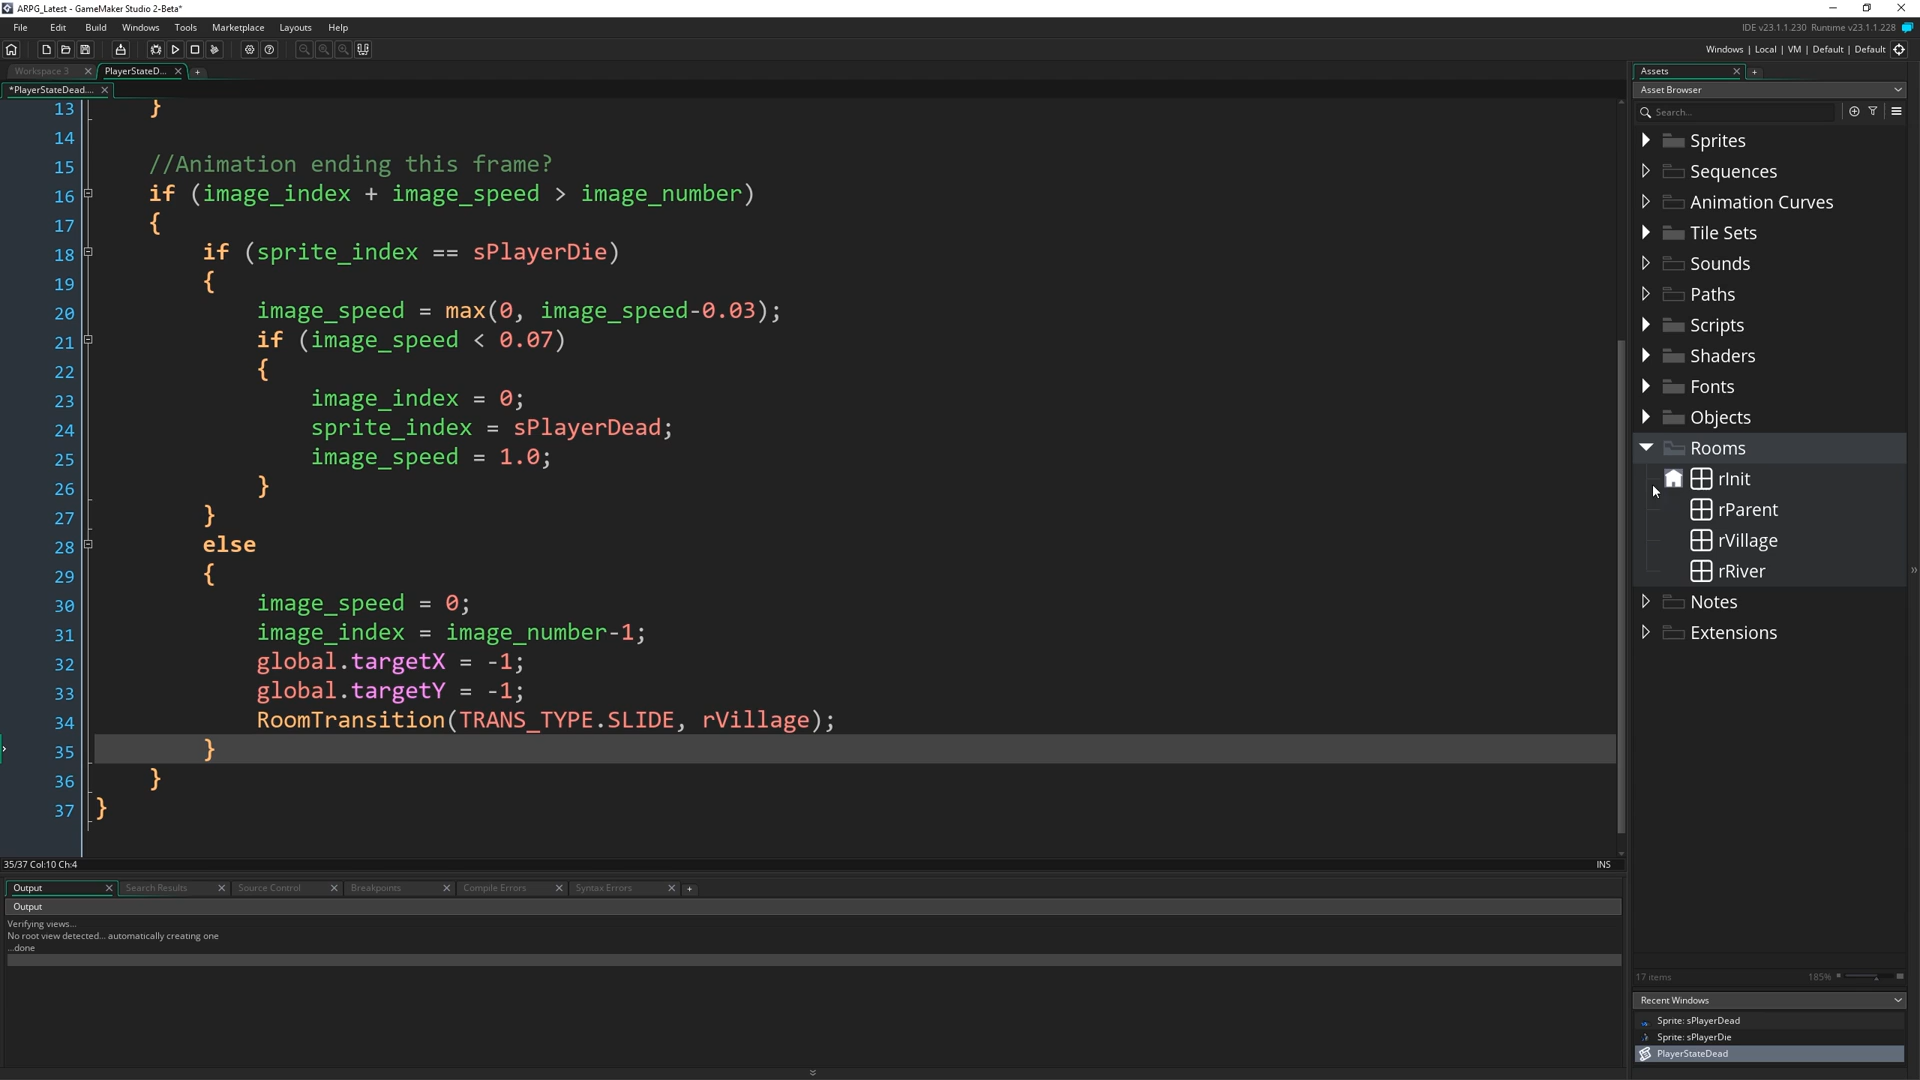 ARPG_Latest - GameMaker Studio 2-Beta*
File Edit Build Windows Tools Marketplace Layouts Help
IDE v23.1.1.230 Runtime v23.1.1.228
Windows | Local | VM | Default | Default
Workspace 3 PlayerStateD...
*PlayerStateDead....
13 }
14
15 //Animation ending this frame?
16 if (image_index + image_speed > image_number)
17 {
18 if (sprite_index == sPlayerDie)
19 {
20 image_speed = max(0, image_speed-0.03);
21 if (image_speed < 0.07)
22 {
23 image_index = 0;
24 sprite_index = sPlayerDead;
25 image_speed = 1.0;
26 }
27 }
28 else
29 {
30 image_speed = 0;
31 image_index = image_number-1;
32 global.targetX = -1;
33 global.targetY = -1;
34 RoomTransition(TRANS_TYPE.SLIDE, rVillage);
35 }
36 }
37 }
35/37 Col:10 Ch:4
INS
Output Search Results Source Control Breakpoints Compile Errors Syntax Errors
Output
Verifying views...
No root view detected... automatically creating one
...done
Assets
Asset Browser
Search...
Sprites
Sequences
Animation Curves
Tile Sets
Sounds
Paths
Scripts
Shaders
Fonts
Objects
Rooms
rInit
rParent
rVillage
rRiver
Notes
Extensions
17 items 185%
Recent Windows
Sprite: sPlayerDead
Sprite: sPlayerDie
PlayerStateDead